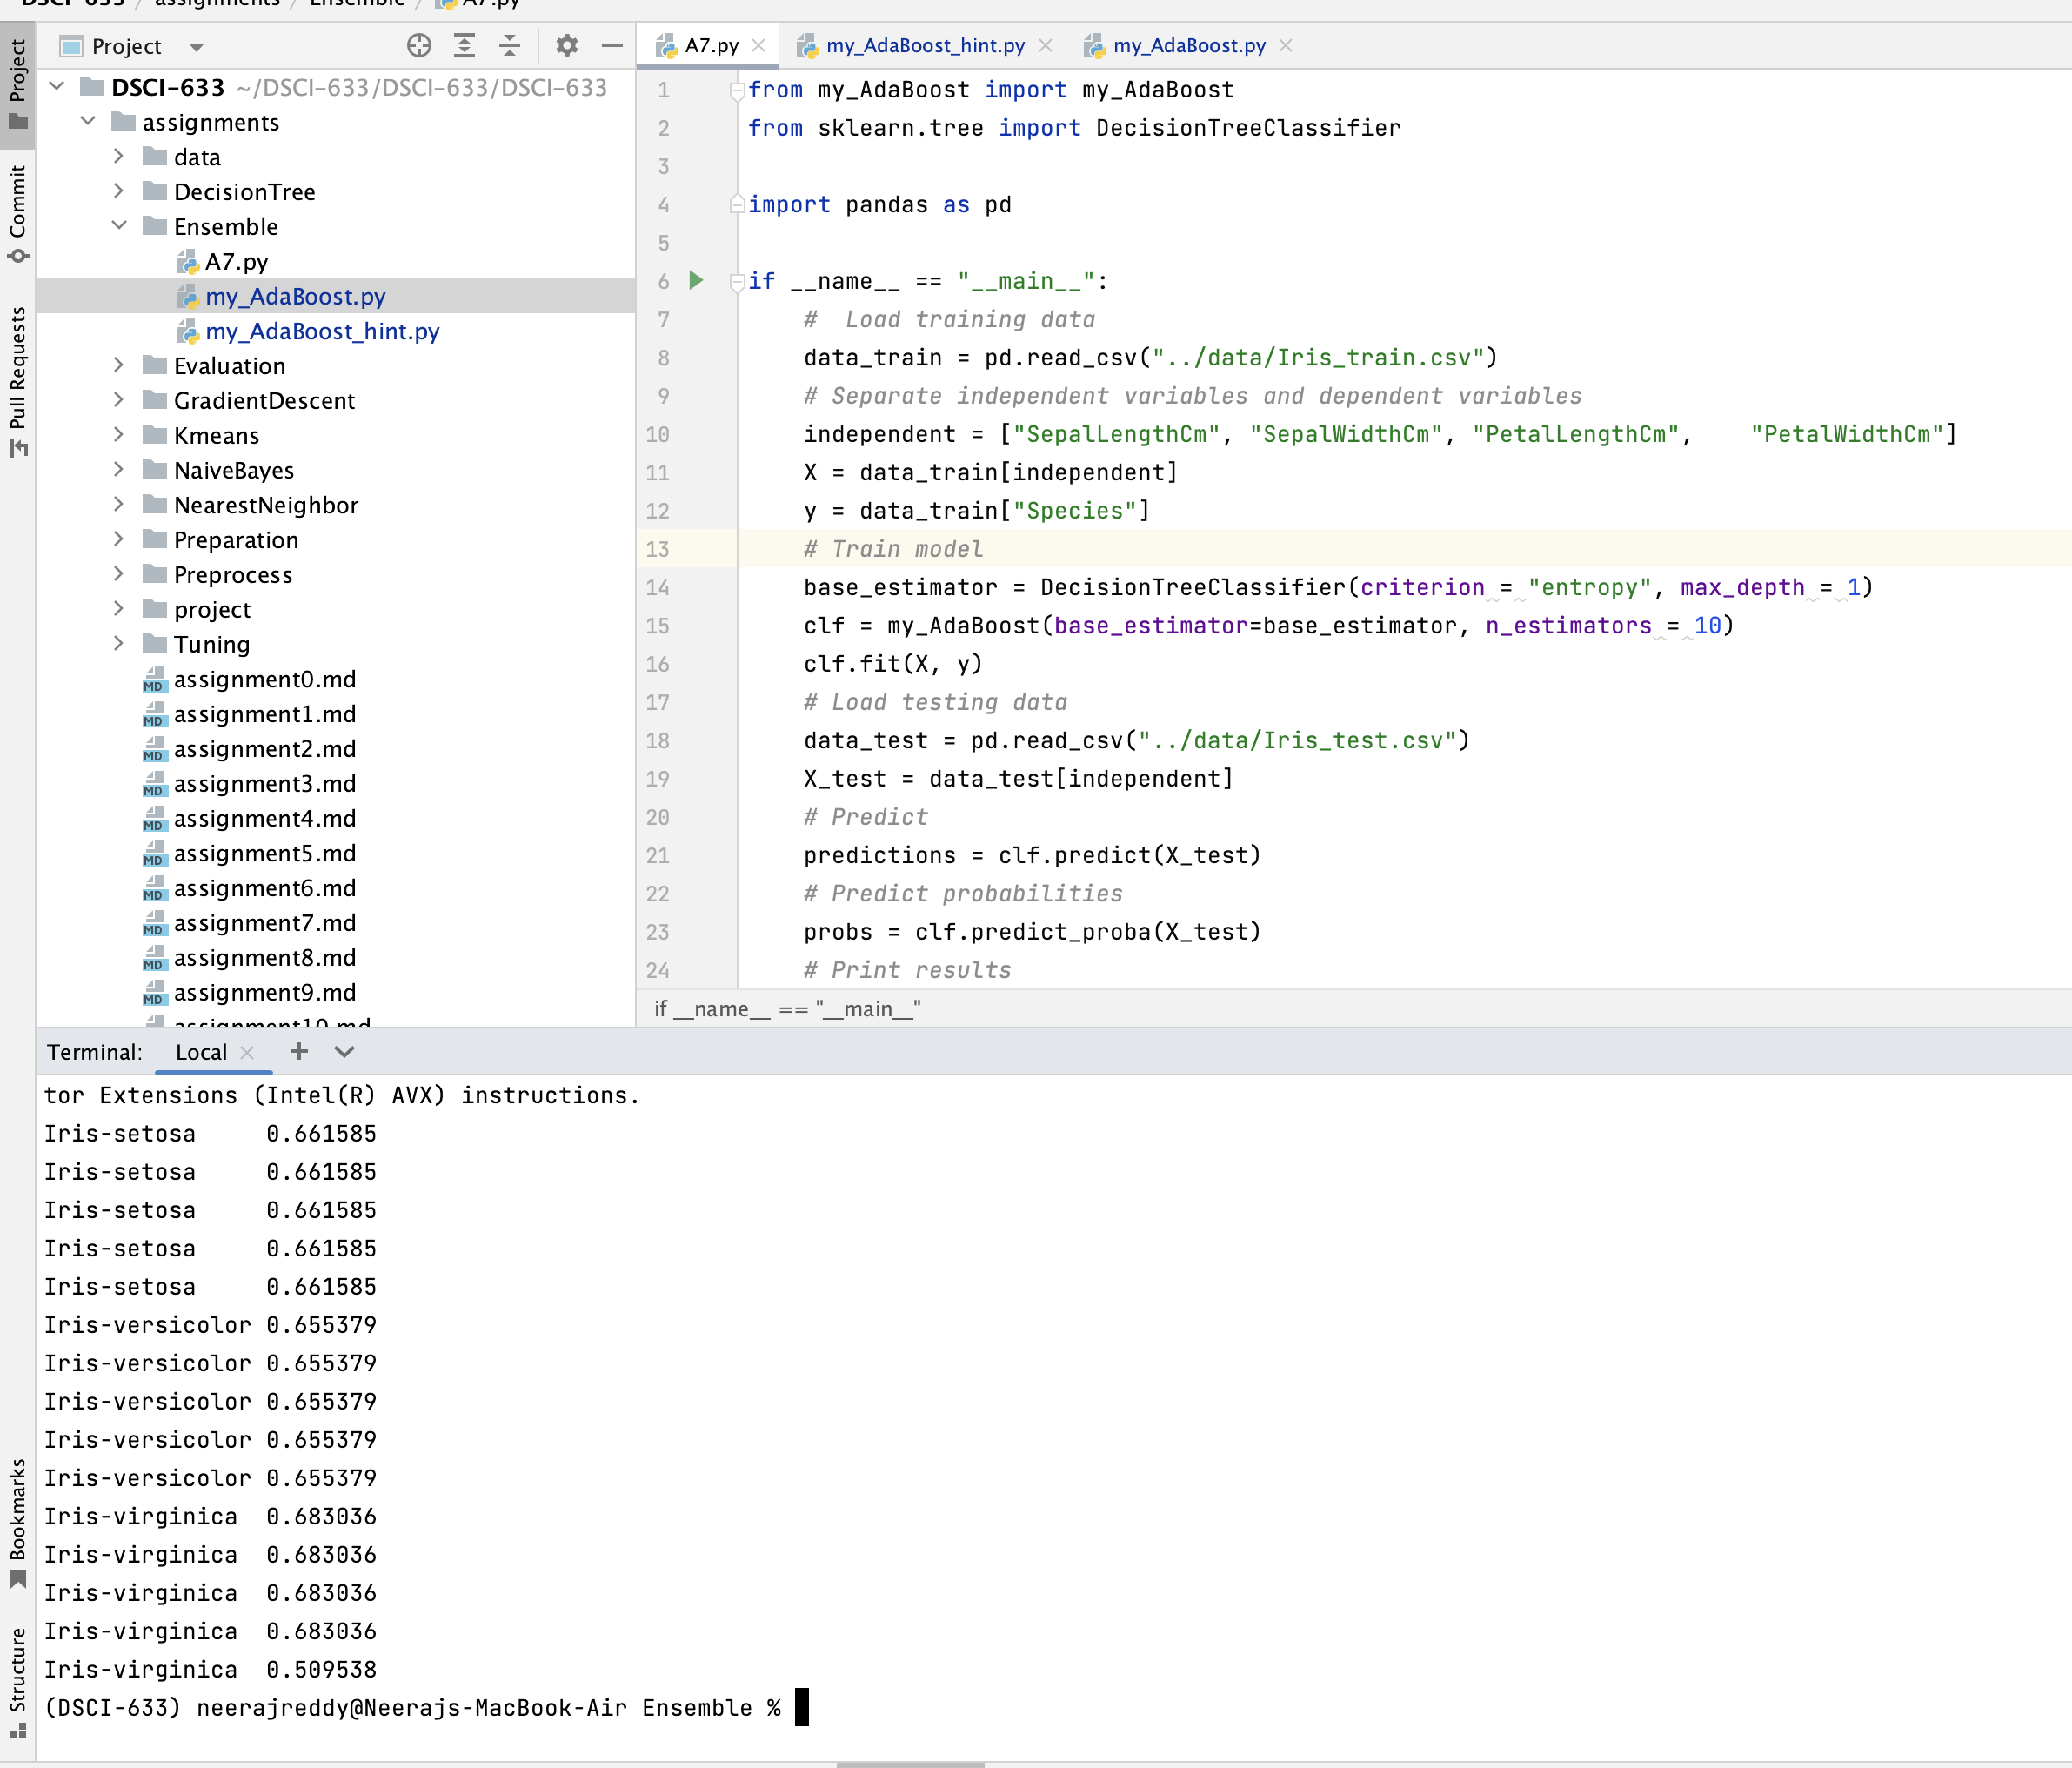 DSCI-633 / assignments / Ensemble / A7.py
Project
Commit
Pull Requests
Bookmarks
Structure
Project
DSCI-633 ~/DSCI-633/DSCI-633/DSCI-633
assignments
data
DecisionTree
Ensemble
A7.py
my_AdaBoost.py
my_AdaBoost_hint.py
Evaluation
GradientDescent
Kmeans
NaiveBayes
NearestNeighbor
Preparation
Preprocess
project
Tuning
MD assignment0.md
MD assignment1.md
MD assignment2.md
MD assignment3.md
MD assignment4.md
MD assignment5.md
MD assignment6.md
MD assignment7.md
MD assignment8.md
MD assignment9.md
assignment10.md
A7.py my_AdaBoost_hint.py my_AdaBoost.py
1 from my_AdaBoost import my_AdaBoost
2 from sklearn.tree import DecisionTreeClassifier
3
4 import pandas as pd
5
6 if __name__ == "__main__":
7 #  Load training data
8 data_train = pd.read_csv("../data/Iris_train.csv")
9 # Separate independent variables and dependent variables
10 independent = ["SepalLengthCm", "SepalWidthCm", "PetalLengthCm",    "PetalWidthCm"]
11 X = data_train[independent]
12 y = data_train["Species"]
13 # Train model
14 base_estimator = DecisionTreeClassifier(criterion = "entropy", max_depth = 1)
15 clf = my_AdaBoost(base_estimator=base_estimator, n_estimators = 10)
16 clf.fit(X, y)
17 # Load testing data
18 data_test = pd.read_csv("../data/Iris_test.csv")
19 X_test = data_test[independent]
20 # Predict
21 predictions = clf.predict(X_test)
22 # Predict probabilities
23 probs = clf.predict_proba(X_test)
24 # Print results
if __name__ == "__main__"
Terminal: Local
tor Extensions (Intel(R) AVX) instructions.
Iris-setosa     0.661585
Iris-setosa     0.661585
Iris-setosa     0.661585
Iris-setosa     0.661585
Iris-setosa     0.661585
Iris-versicolor 0.655379
Iris-versicolor 0.655379
Iris-versicolor 0.655379
Iris-versicolor 0.655379
Iris-versicolor 0.655379
Iris-virginica  0.683036
Iris-virginica  0.683036
Iris-virginica  0.683036
Iris-virginica  0.683036
Iris-virginica  0.509538
(DSCI-633) neerajreddy@Neerajs-MacBook-Air Ensemble %